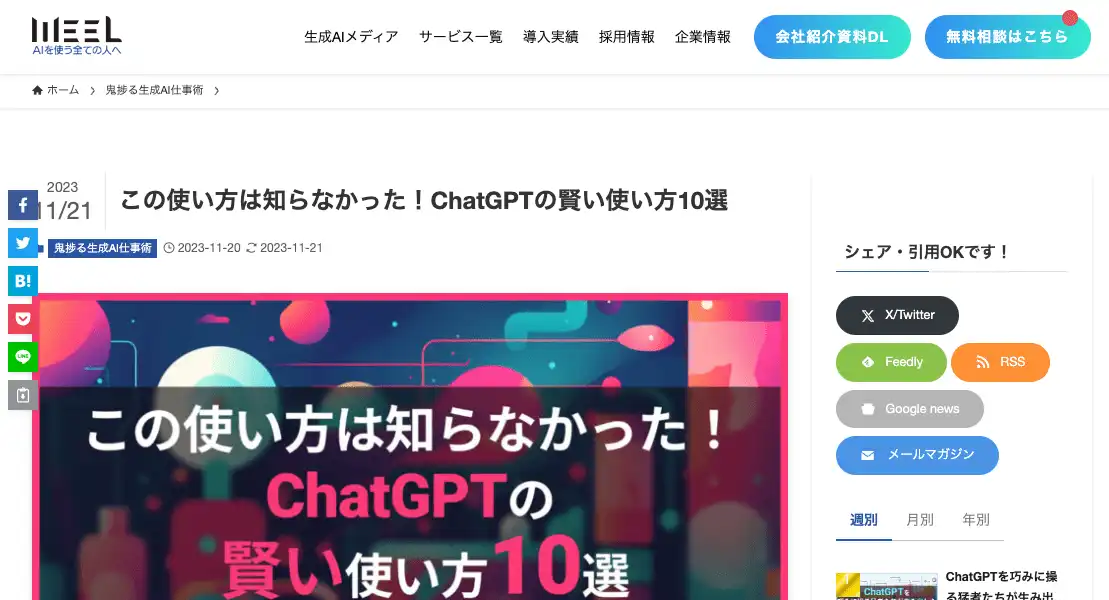 WEEL
AIを使う全ての人へ
生成AIメディア サービス一覧 導入実績 採用情報 企業情報 会社紹介資料DL 無料相談はこちら
ホーム 鬼捗る生成AI仕事術
2023
11/21
この使い方は知らなかった！ChatGPTの賢い使い方10選
鬼捗る生成AI仕事術 2023-11-20 2023-11-21
B!
LINE
この使い方は知らなかった！
ChatGPTの
賢い使い方10選
シェア・引用OKです！
X/Twitter
Feedly RSS
Google news
メールマガジン
週別 月別 年別
ChatGPTを
ChatGPTを巧みに操
る猛者たちが生み出